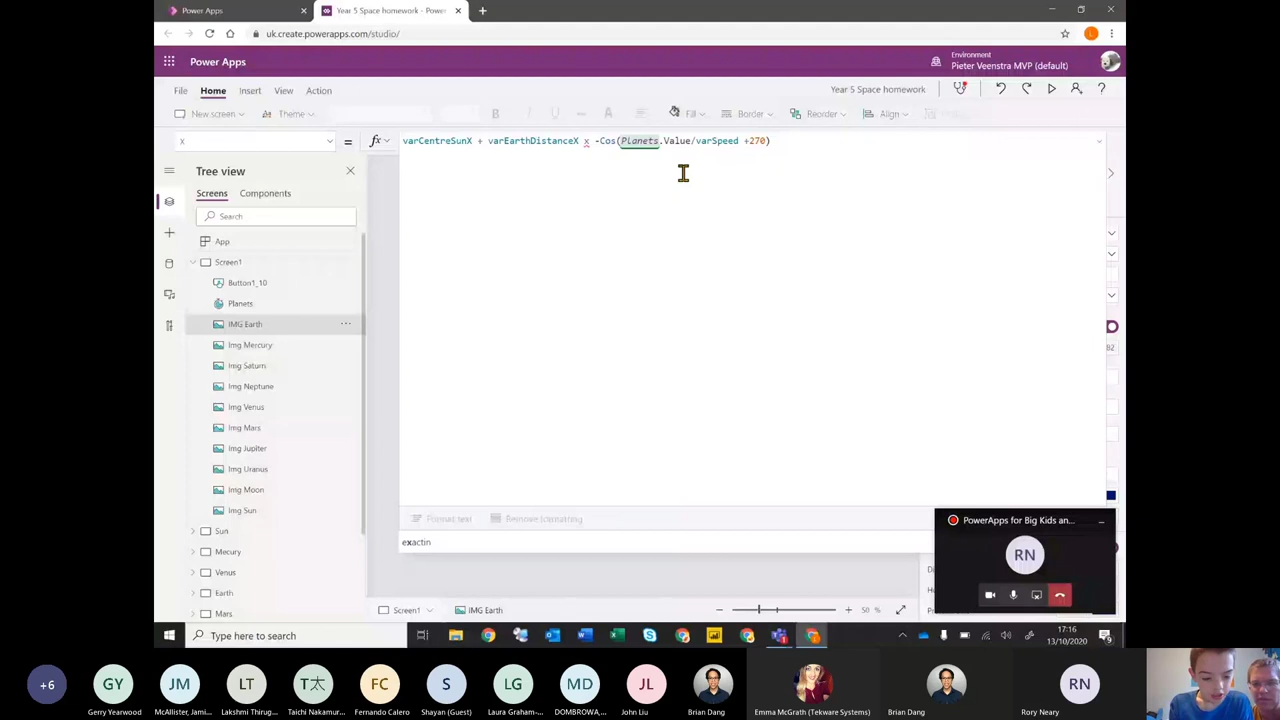 Power Apps
Year 5 Space homework - Power
uk.create.powerapps.com/studio/
L
Power Apps
Environment
Pieter Veenstra MVP (default)
File
Home
Insert
View
Action
Year 5 Space homework
New screen
Theme
B
U
A
Fill
Border
Reorder
Align
X
=
fx
varCentreSunX + varEarthDistanceX x -Cos(Planets.Value/varSpeed +270)
Tree view
Screens
Components
Search
App
Screen1
Button1_10
Planets
IMG Earth
Img Mercury
Img Saturn
Img Neptune
Img Venus
Img Mars
Img Jupiter
Img Uranus
Img Moon
Img Sun
Sun
Mecury
Venus
Earth
Mars
82
Format text
Remove formatting
exactin
PowerApps for Big Kids an...
RN
Screen1
IMG Earth
50 %
Type here to search
17:16
13/10/2020
+6
GY
Gerry Yearwood
JM
McAllister, Jami...
LT
Lakshmi Thirug...
T太
Taichi Nakamur...
FC
Fernando Calero
S
Shayan (Guest)
LG
Laura Graham-...
MD
DOMBROWA,...
JL
John Liu
Brian Dang
Emma McGrath (Tekware Systems)
Brian Dang
RN
Rory Neary